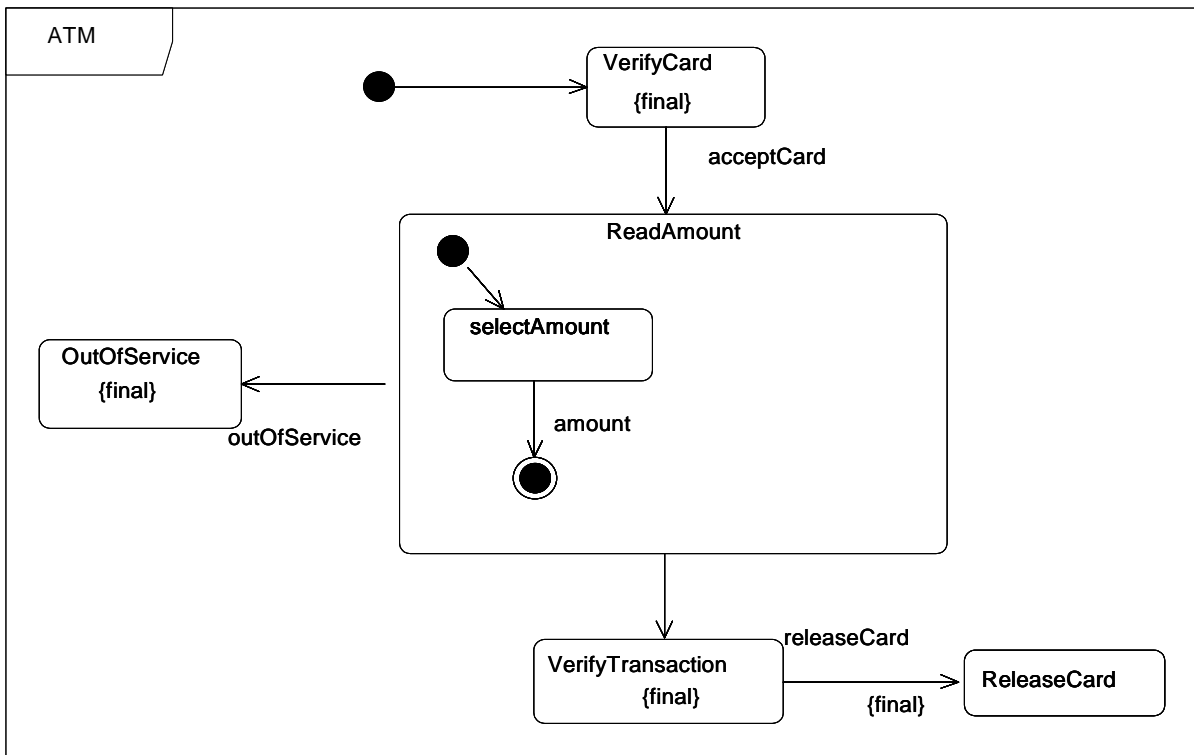 ATM
VerifyCard
{final}
acceptCard
ReadAmount
selectAmount
OutOfService
{final}
amount
outOfService
releaseCard
VerifyTransaction
{final}
ReleaseCard
{final}